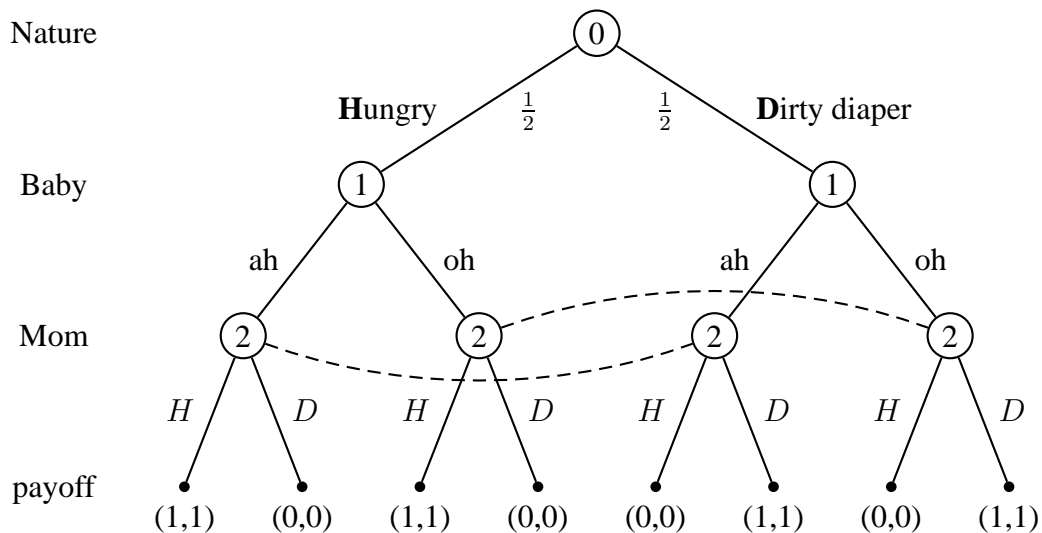 Nature 0
Hungry 1/2 1/2 Dirty diaper
Baby 1 1
ah oh ah oh
Mom 2 2 2 2
H D H D H D H D
payoff
(1,1) (0,0) (1,1) (0,0) (0,0) (1,1) (0,0) (1,1)